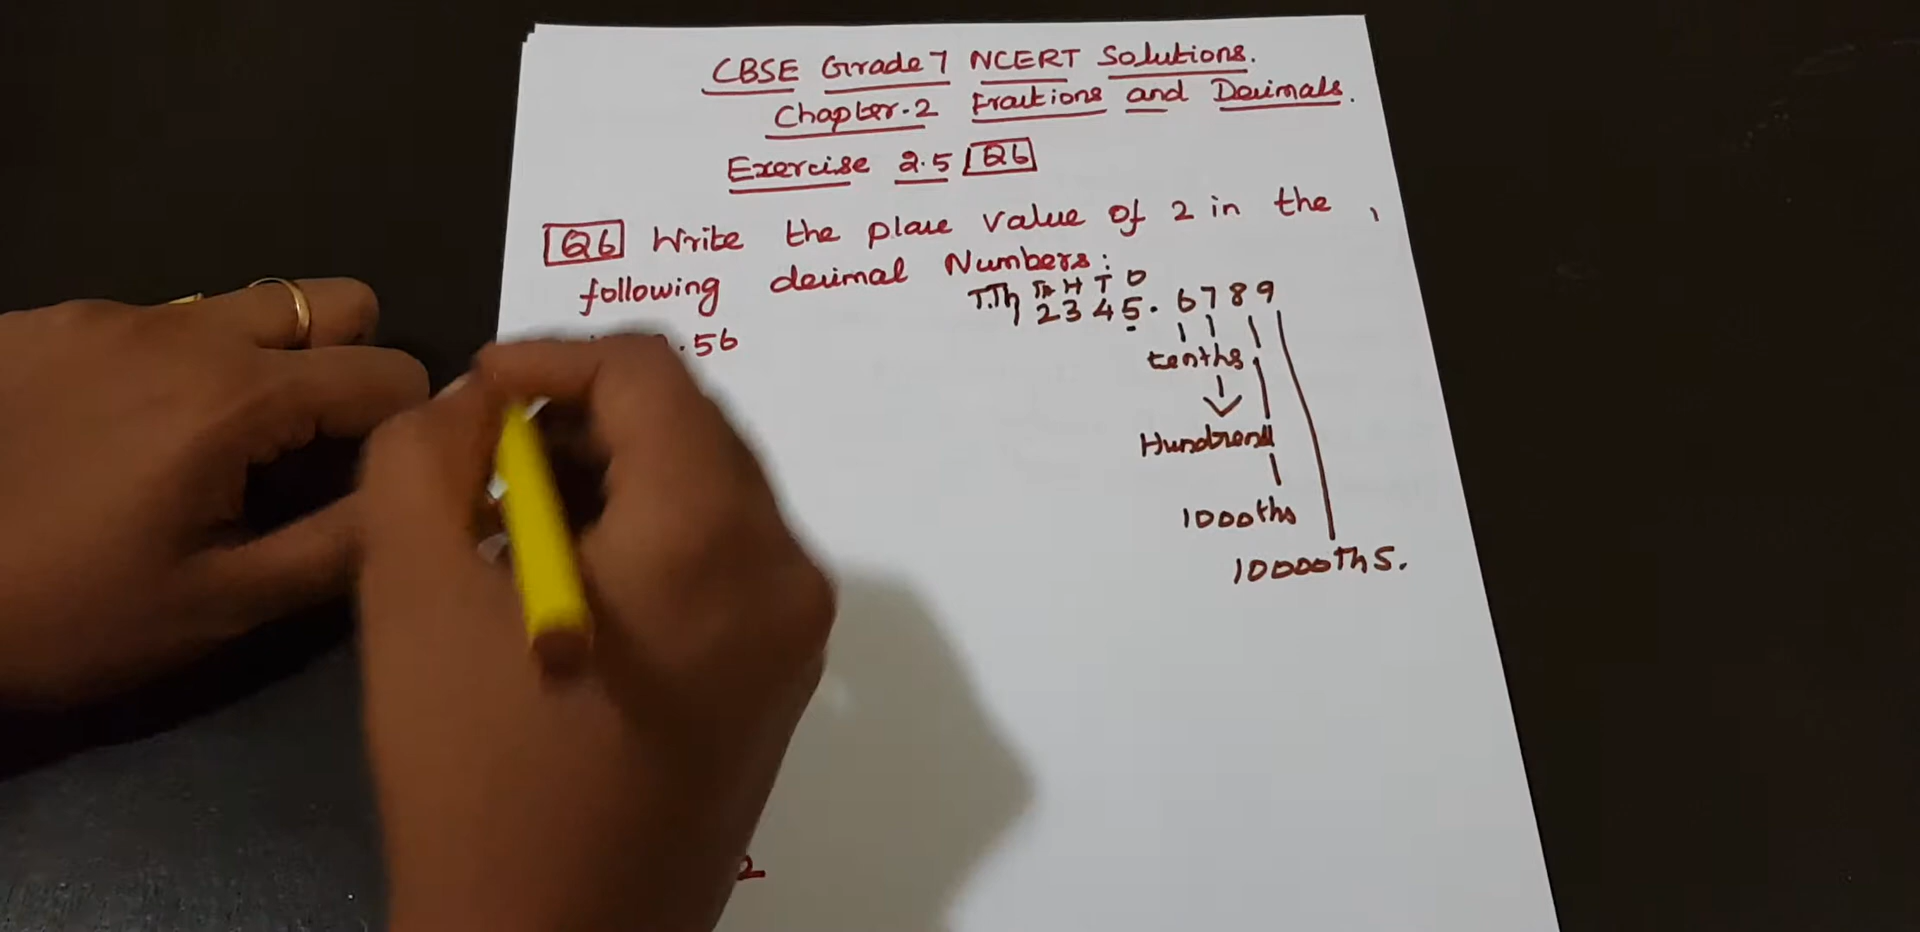 CBSE Grade 7 NCERT Solutions.
Chapter.2 Fractions and Decimals.
Exercise 2.5 Q6
Q6 Write the place value of 2 in the
following decimal Numbers:
T.Th Th H T O
2345.6789
.56
tenths
1000ths
10000Ths.
2